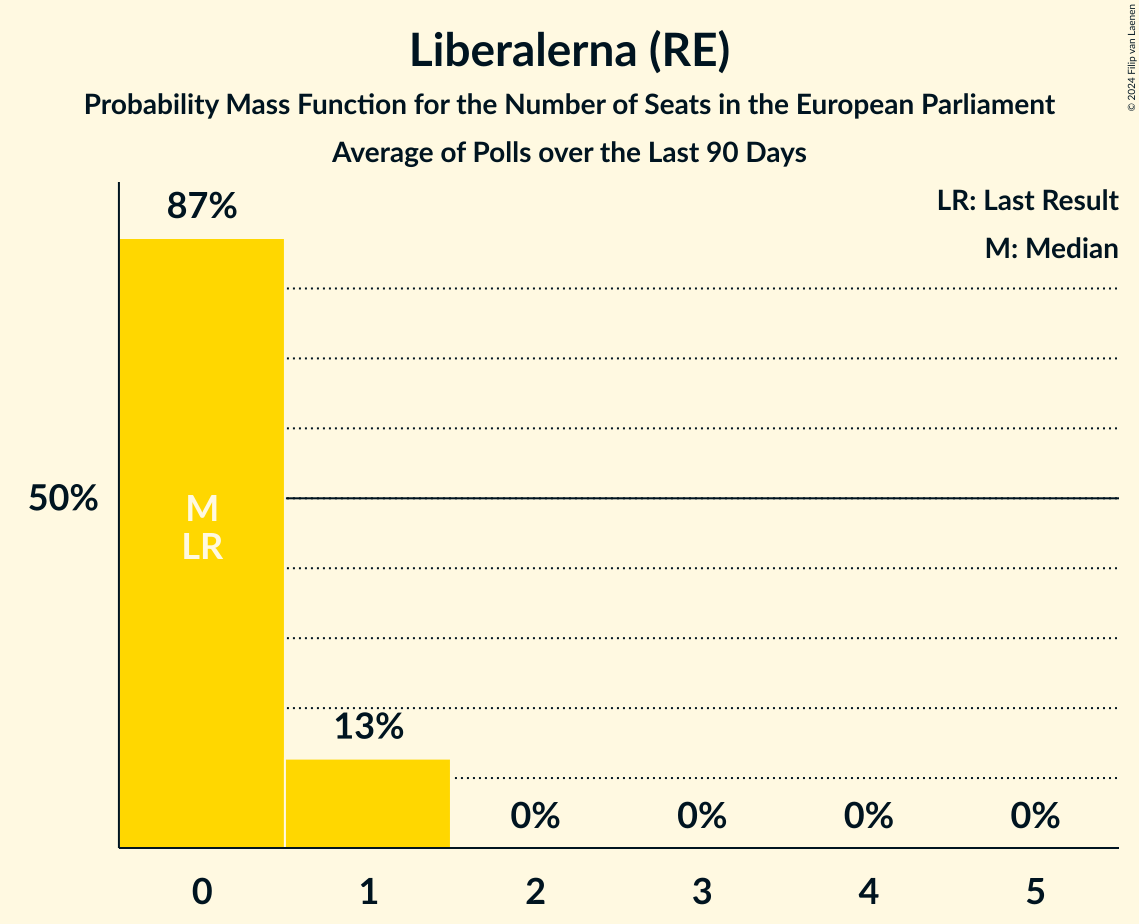 Liberalerna (RE)
Probability Mass Function for the Number of Seats in the European Parliament
Average of Polls over the Last 90 Days
© 2024 Filip van Laenen
LR: Last Result
M: Median
87%
50%
M
LR
13%
0%
0%
0%
0%
0
1
2
3
4
5